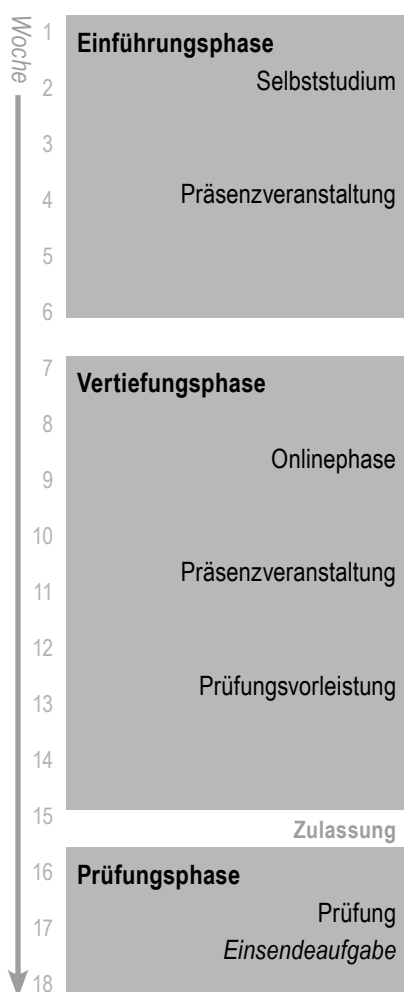 Woche
1
Einführungsphase
2
Selbststudium
3
4
Präsenzveranstaltung
5
6
7
Vertiefungsphase
8
Onlinephase
9
10
Präsenzveranstaltung
11
12
Prüfungsvorleistung
13
14
15
Zulassung
16
Prüfungsphase
Prüfung
17
Einsendeaufgabe
18